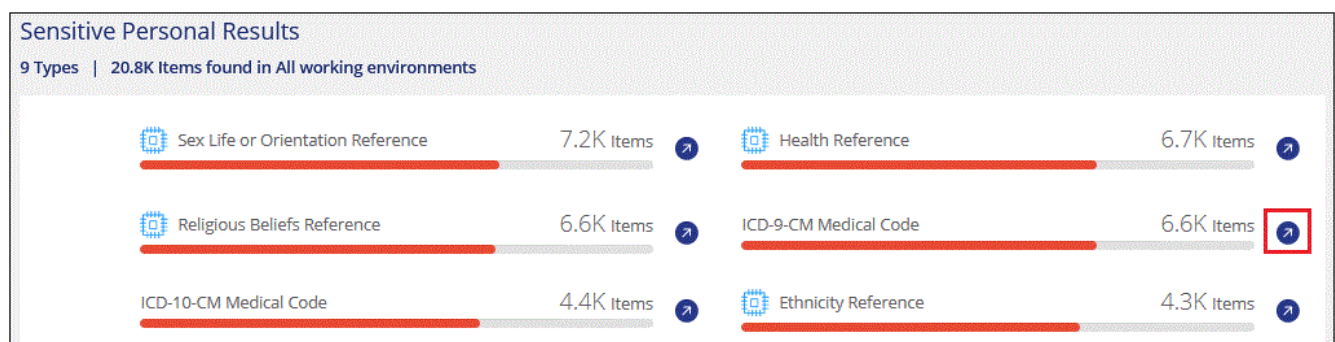 Sensitive Personal Results
9 Types | 20.8K Items found in All working environments
Sex Life or Orientation Reference 7.2K Items
Health Reference 6.7K Items
Religious Beliefs Reference 6.6K Items
ICD-9-CM Medical Code 6.6K Items
ICD-10-CM Medical Code 4.4K Items
Ethnicity Reference 4.3K Items